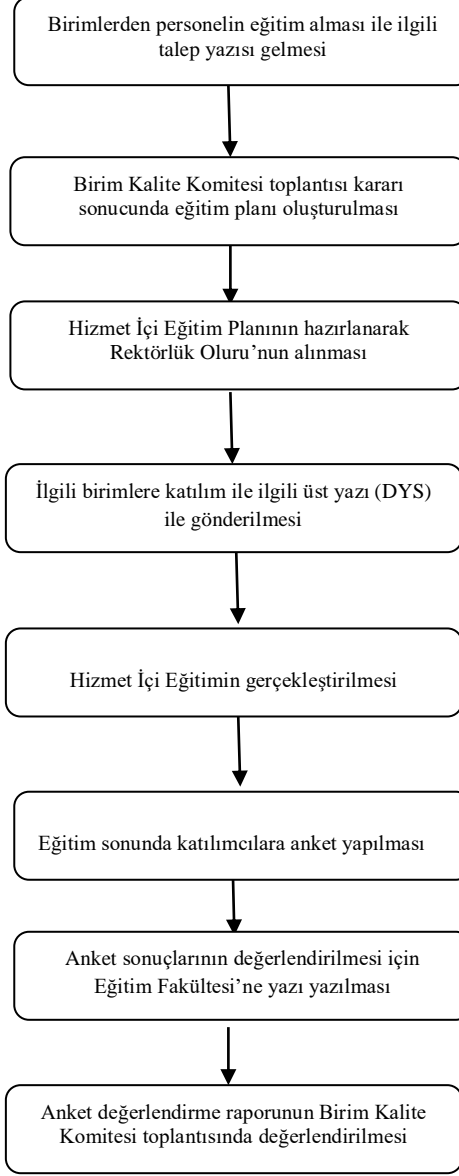 Birimlerden personelin eğitim alması ile ilgili
talep yazısı gelmesi
Birim Kalite Komitesi toplantısı kararı
sonucunda eğitim planı oluşturulması
Hizmet İçi Eğitim Planının hazırlanarak
Rektörlük Oluru’nun alınması
İlgili birimlere katılım ile ilgili üst yazı (DYS)
ile gönderilmesi
Hizmet İçi Eğitimin gerçekleştirilmesi
Eğitim sonunda katılımcılara anket yapılması
Anket sonuçlarının değerlendirilmesi için
Eğitim Fakültesi’ne yazı yazılması
Anket değerlendirme raporunun Birim Kalite
Komitesi toplantısında değerlendirilmesi